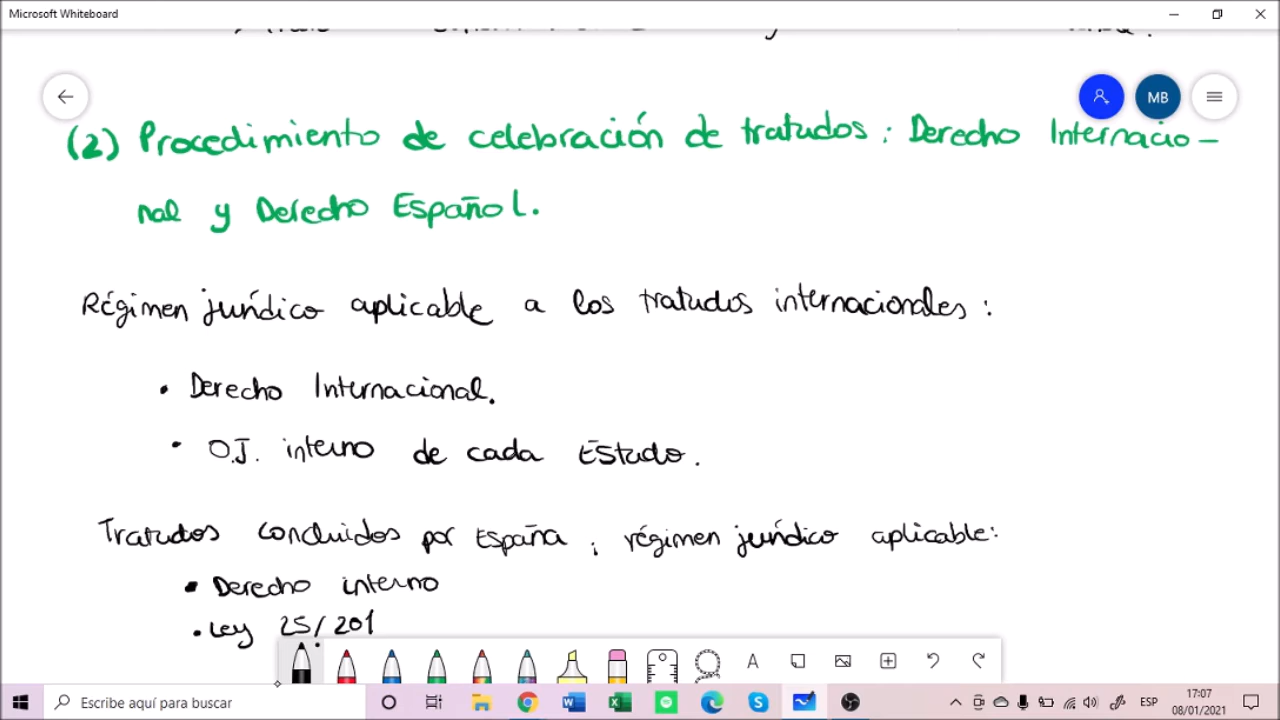 Microsoft Whiteboard
MB
(2) Procedimiento de celebración de tratados: Derecho Internacio-
nal y Derecho Español.
Régimen jurídico aplicable a los tratados internacionales:
• Derecho Internacional.
• O.J. interno de cada Estado.
Tratados concluidos por España; régimen jurídico aplicable:
• Derecho interno
• Ley 25/201
A
Escribe aquí para buscar
ESP
17:07
08/01/2021